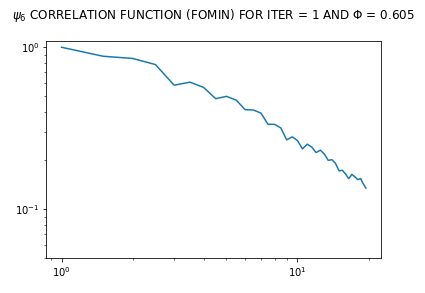 ψ₆ CORRELATION FUNCTION (FOMIN) FOR ITER = 1 AND Φ = 0.605
10⁰
10⁻¹
10⁰
10¹